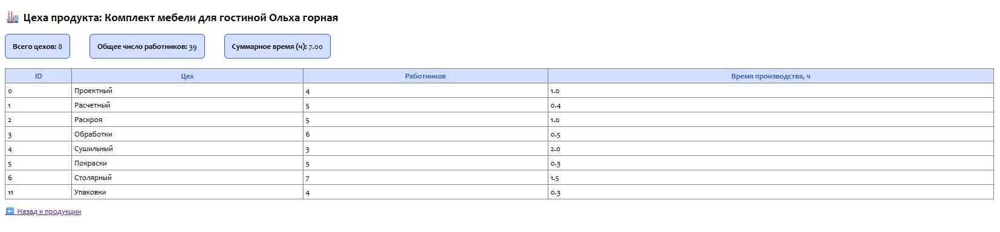 Цеха продукта: Комплект мебели для гостиной Ольха горная
Всего цехов: 8 Общее число работников: 39 Суммарное время (ч): 7.00
ID Цех Работников Время производства, ч
0 Проектный 4 1.0
1 Расчетный 5 0.4
2 Раскроя 5 1.0
3 Обработки 6 0.5
4 Сушильный 3 2.0
5 Покраски 5 0.3
6 Столярный 7 1.5
11 Упаковки 4 0.3
Назад к продукции